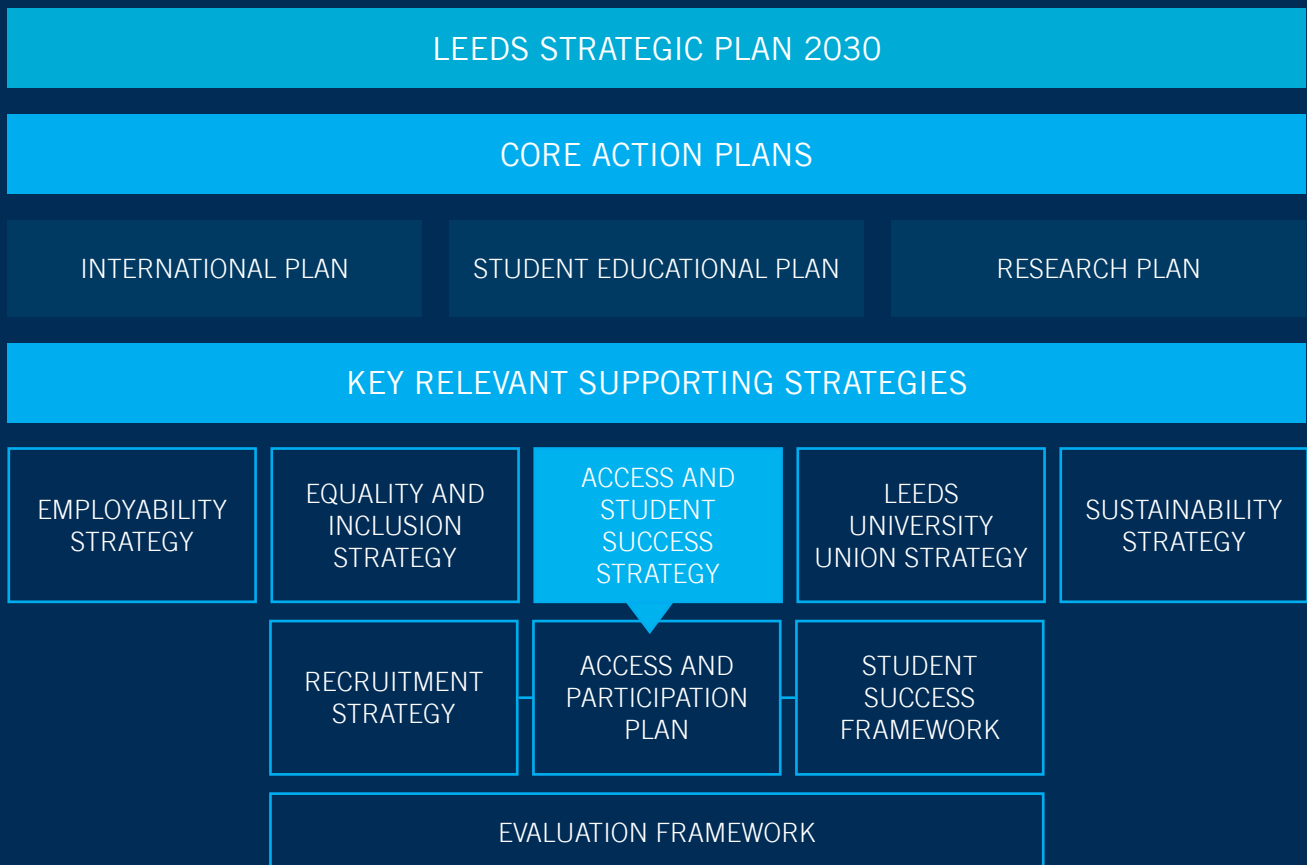 LEEDS STRATEGIC PLAN 2030
CORE ACTION PLANS
INTERNATIONAL PLAN
STUDENT EDUCATIONAL PLAN
RESEARCH PLAN
KEY RELEVANT SUPPORTING STRATEGIES
EMPLOYABILITY
STRATEGY
EQUALITY AND
INCLUSION
STRATEGY
ACCESS AND
STUDENT
SUCCESS
STRATEGY
LEEDS
UNIVERSITY
UNION STRATEGY
SUSTAINABILITY
STRATEGY
RECRUITMENT
STRATEGY
ACCESS AND
PARTICIPATION
PLAN
STUDENT
SUCCESS
FRAMEWORK
EVALUATION FRAMEWORK